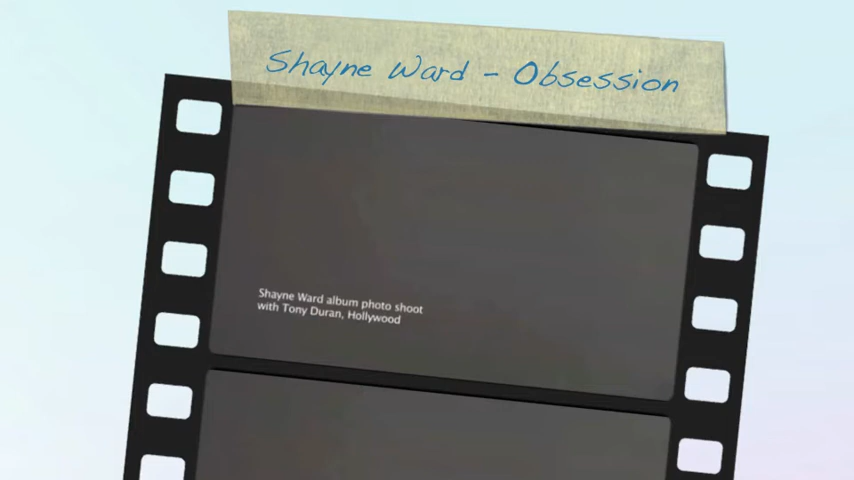 Shayne Ward - Obsession
Shayne Ward album photo shoot
with Tony Duran, Hollywood